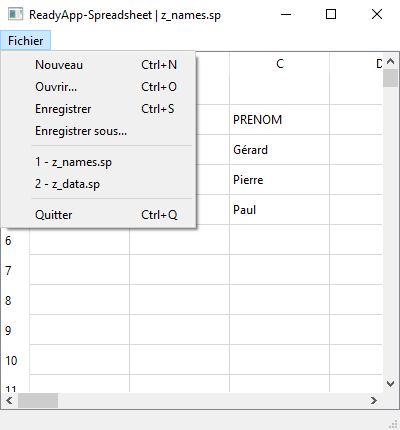 ReadyApp-Spreadsheet | z_names.sp
Fichier
Nouveau Ctrl+N
Ouvrir... Ctrl+O
Enregistrer Ctrl+S
Enregistrer sous...
1 - z_names.sp
2 - z_data.sp
Quitter Ctrl+Q
C D
PRENOM
Gérard
Pierre
Paul
6
7
8
9
10
11